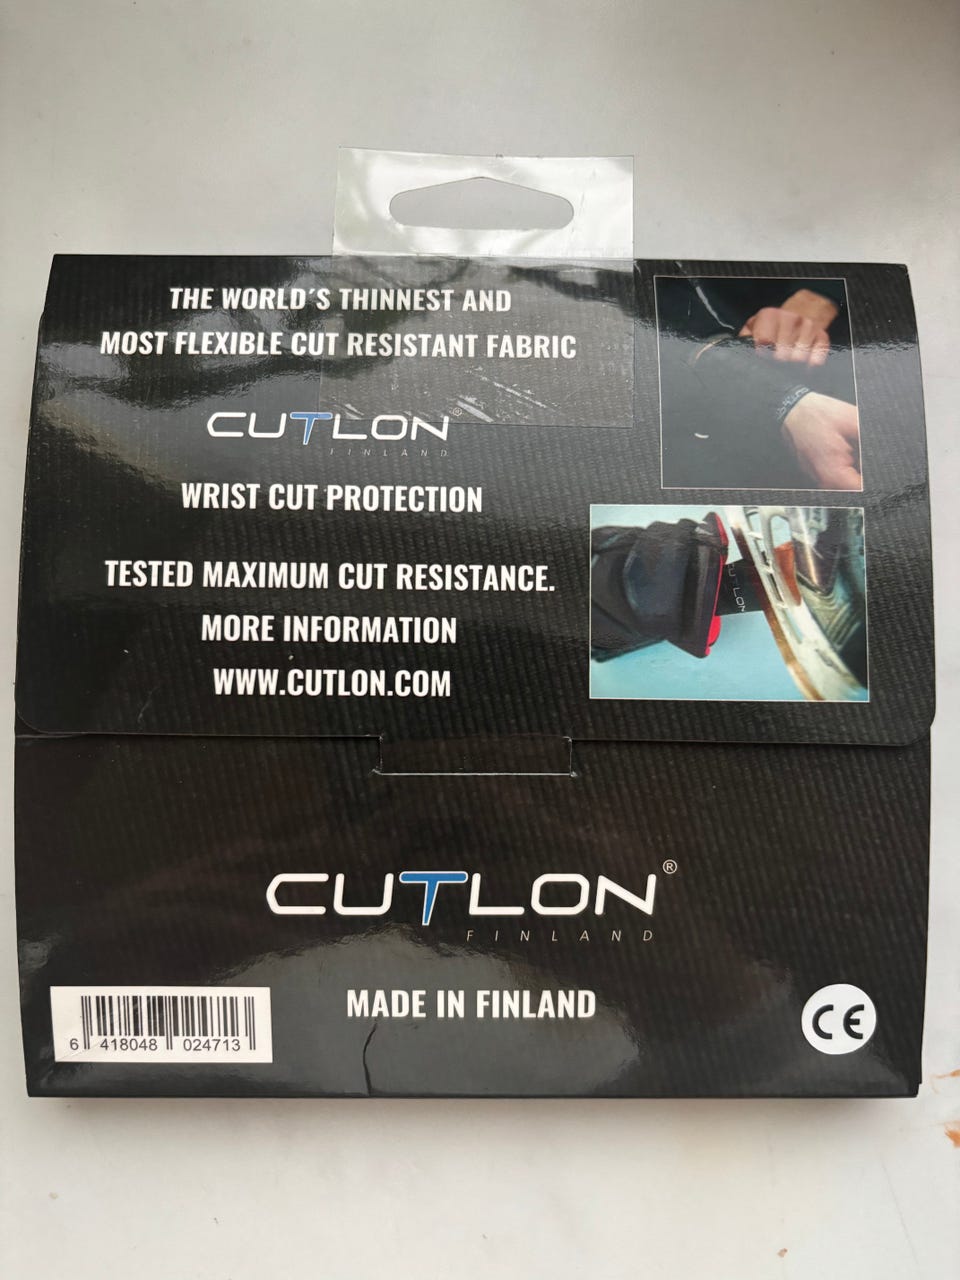 THE WORLD´S THINNEST AND
MOST FLEXIBLE CUT RESISTANT FABRIC
CUTLON®
FINLAND
WRIST CUT PROTECTION
TESTED MAXIMUM CUT RESISTANCE.
MORE INFORMATION
WWW.CUTLON.COM
CUTLON
CUTLON®
FINLAND
MADE IN FINLAND
CE
6 418048 024713